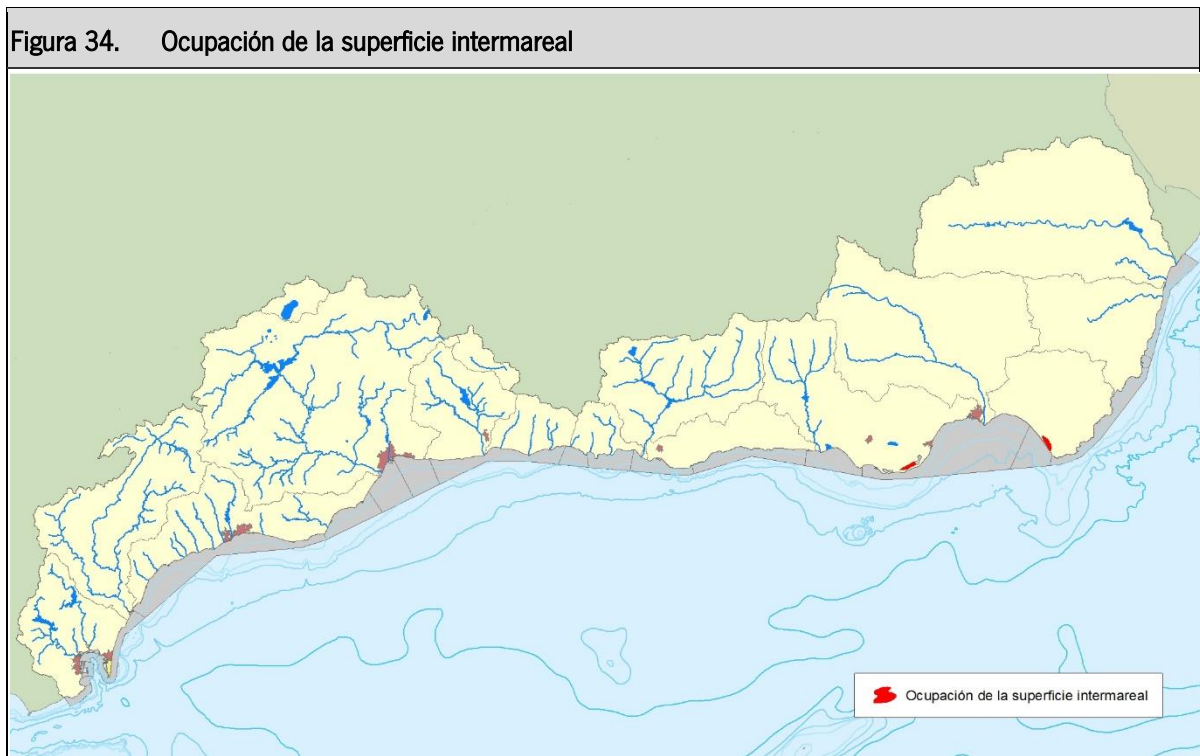 Figura 34. Ocupación de la superficie intermareal
Ocupación de la superficie intermareal